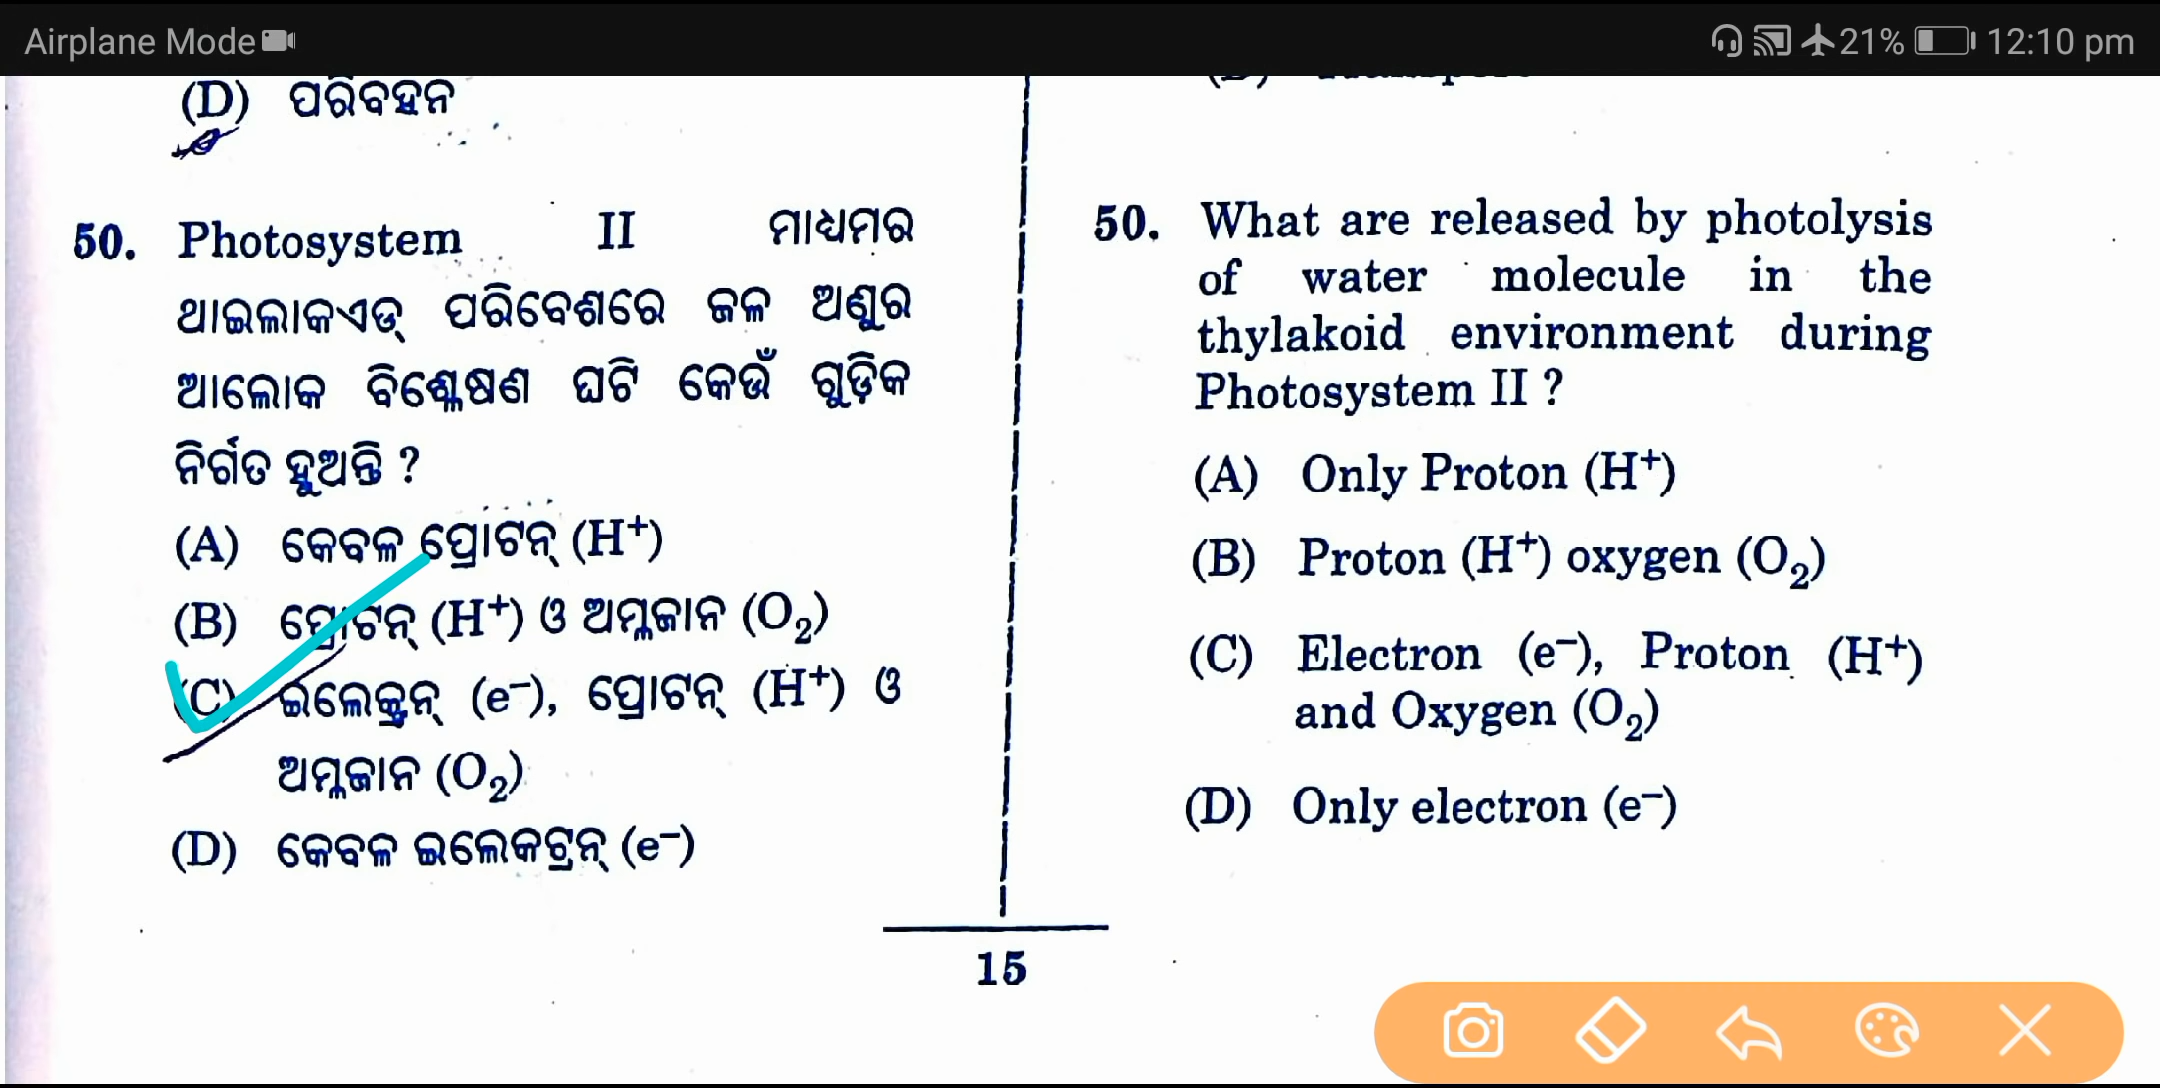 Airplane Mode
21% 12:10 pm
(D) ପରିବହନ
50. Photosystem II ମାଧ୍ୟମର
ଥାଇଲାକଏଡ୍ ପରିବେଶରେ ଜଳ ଅଣୁର
ଆଲୋକ ବିଶ୍ଳେଷଣ ଘଟି କେଉଁ ଗୁଡ଼ିକ
ନିର୍ଗତ ହୁଅନ୍ତି ?
(A) କେବଳ ପ୍ରୋଟନ୍ (H⁺)
(B) ପ୍ରୋଟନ୍ (H⁺) ଓ ଅମ୍ଳଜାନ (O₂)
(C) ଇଲେକ୍ଟ୍ରନ୍ (e⁻), ପ୍ରୋଟନ୍ (H⁺) ଓ
ଅମ୍ଳଜାନ (O₂)
(D) କେବଳ ଇଲେକଟ୍ରନ୍ (e⁻)
50. What are released by photolysis
of water molecule in the
thylakoid environment during
Photosystem II ?
(A) Only Proton (H⁺)
(B) Proton (H⁺) oxygen (O₂)
(C) Electron (e⁻), Proton (H⁺)
and Oxygen (O₂)
(D) Only electron (e⁻)
15